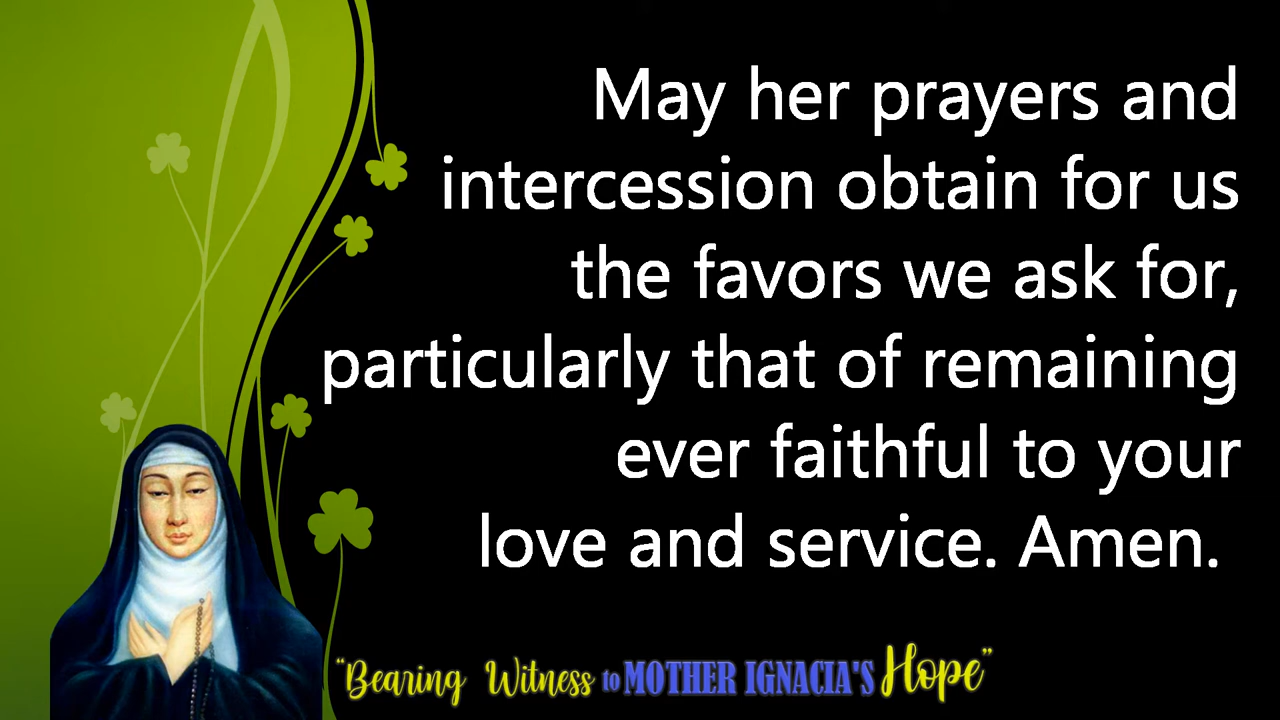 May her prayers and
intercession obtain for us
the favors we ask for,
particularly that of remaining
ever faithful to your
love and service. Amen.
"Bearing Witness to MOTHER IGNACIA'S Hope"